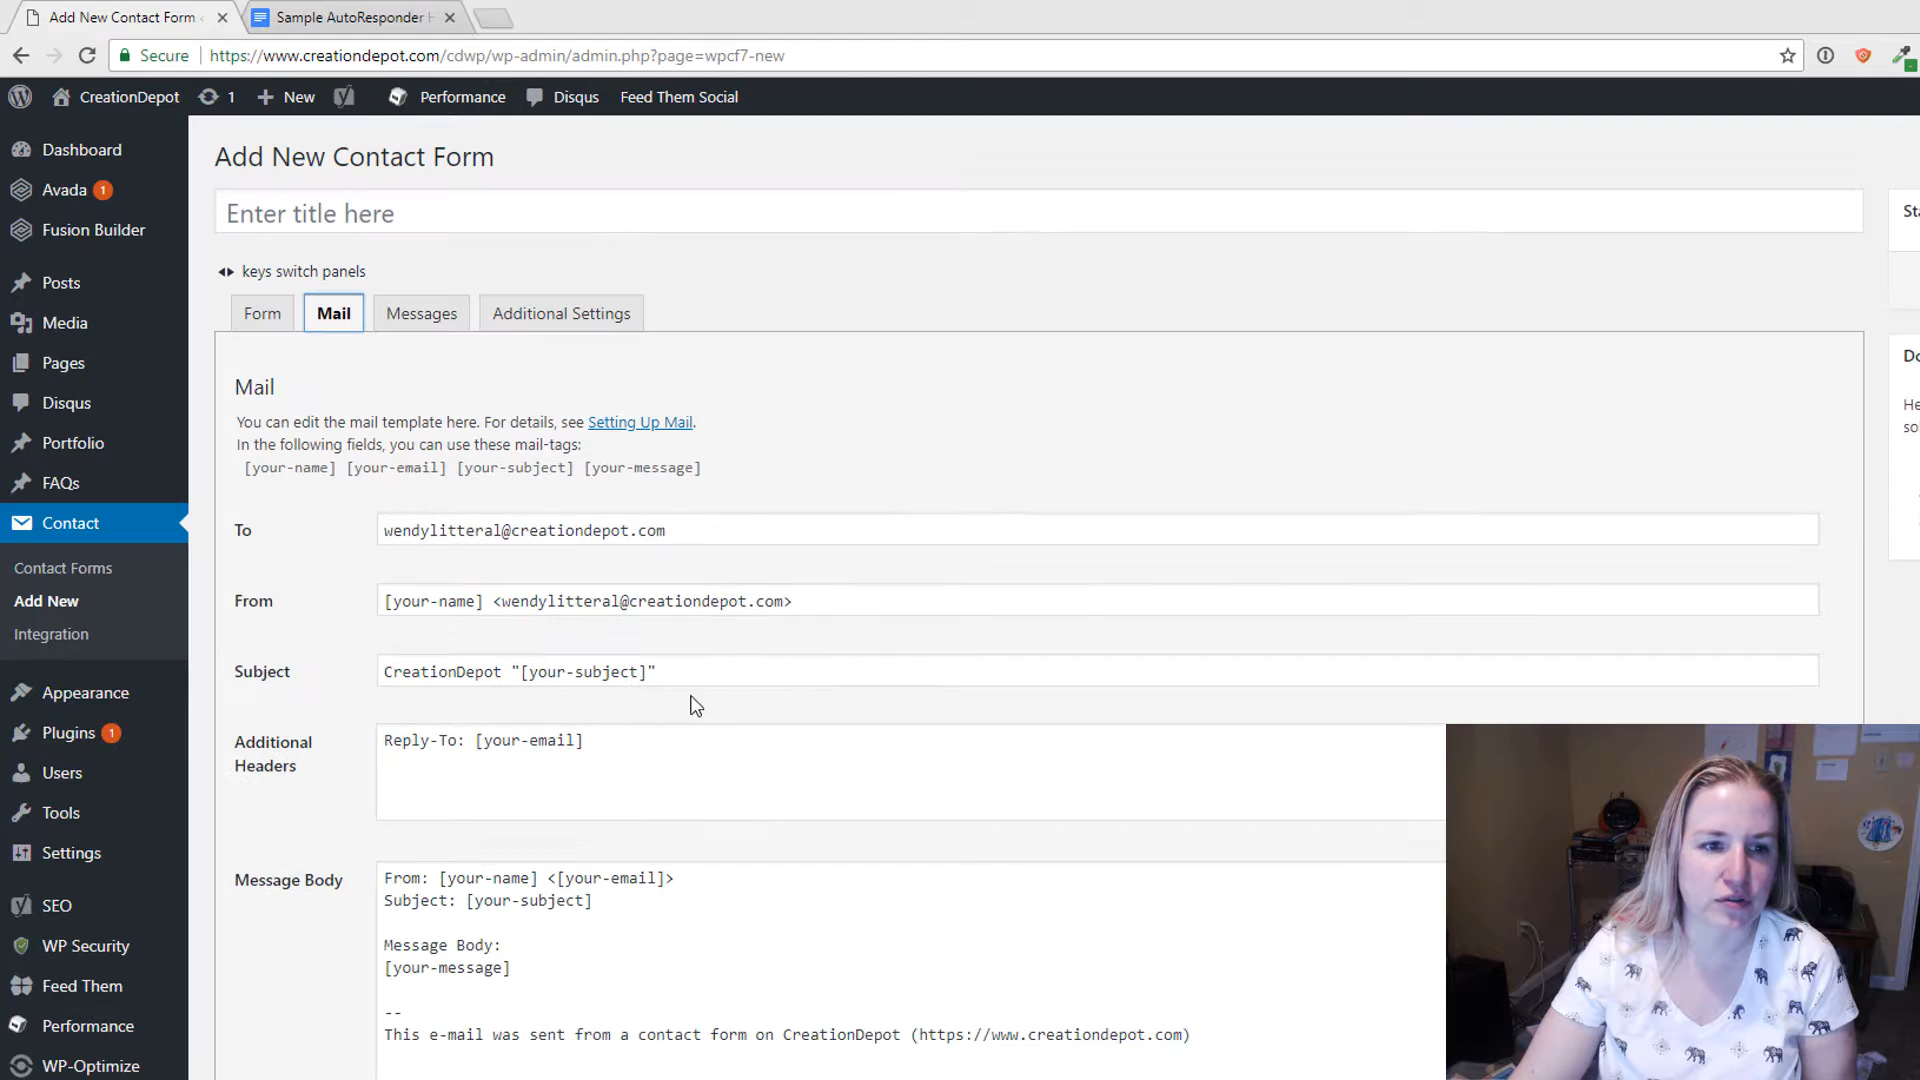 Add New Contact Form
Sample AutoResponder
Secure
https://www.creationdepot.com/cdwp/wp-admin/admin.php?page=wpcf7-new
CreationDepot
1
New
Performance
Disqus
Feed Them Social
Dashboard
Avada 1
Fusion Builder
Posts
Media
Pages
Disqus
Portfolio
FAQs
Contact
Contact Forms
Add New
Integration
Appearance
Plugins 1
Users
Tools
Settings
SEO
WP Security
Feed Them
Performance
WP-Optimize
Add New Contact Form
Enter title here
keys switch panels
Form
Mail
Messages
Additional Settings
Mail
You can edit the mail template here. For details, see Setting Up Mail.
In the following fields, you can use these mail-tags:
[your-name] [your-email] [your-subject] [your-message]
To
wendylitteral@creationdepot.com
From
[your-name] <wendylitteral@creationdepot.com>
Subject
CreationDepot "[your-subject]"
Additional
Headers
Reply-To: [your-email]
Message Body
From: [your-name] <[your-email]>
Subject: [your-subject]
Message Body:
[your-message]
--
This e-mail was sent from a contact form on CreationDepot (https://www.creationdepot.com)